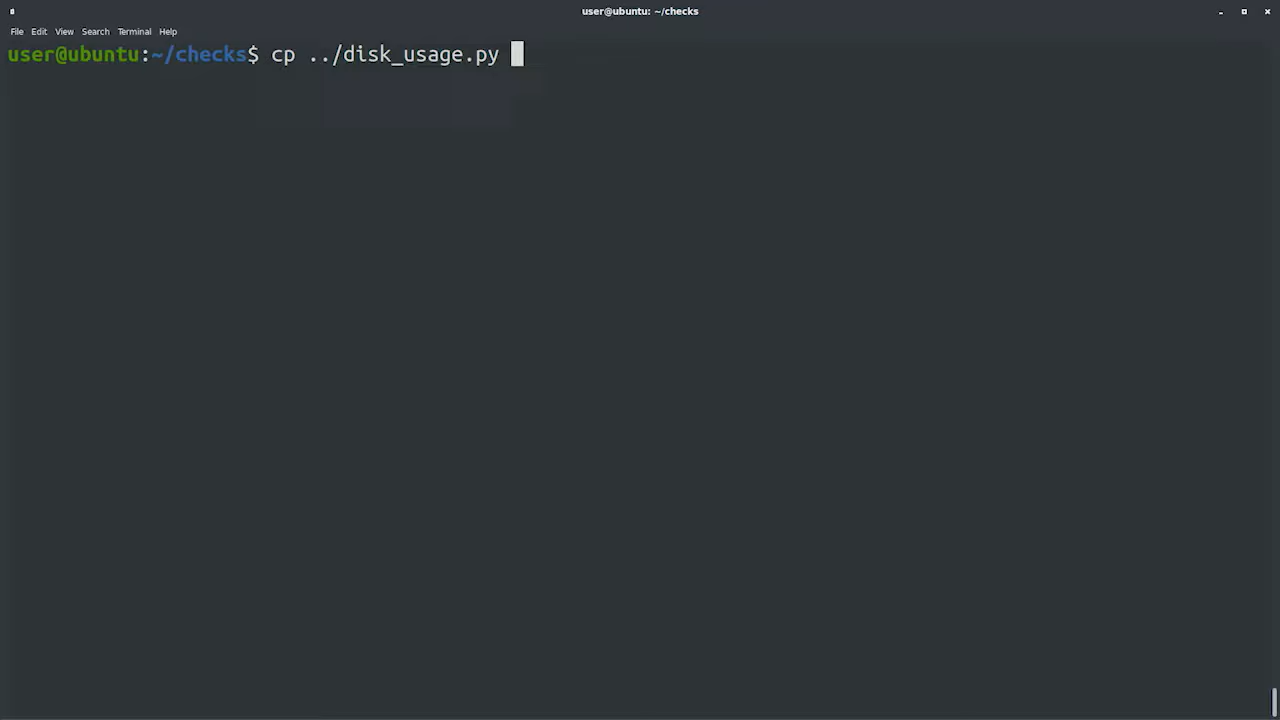 user@ubuntu: ~/checks
File Edit View Search Terminal Help
user@ubuntu:~/checks$ cp ../disk_usage.py